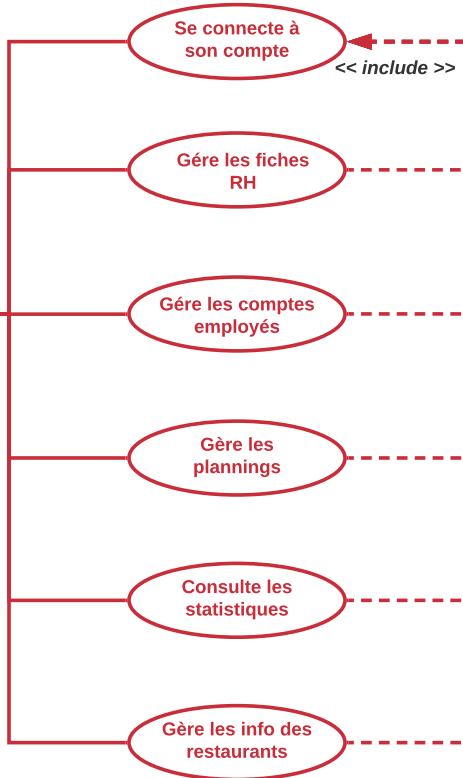 Se connecte à
son compte
<< include >>
Gére les fiches
RH
Gére les comptes
employés
Gère les
plannings
Consulte les
statistiques
Gère les info des
restaurants